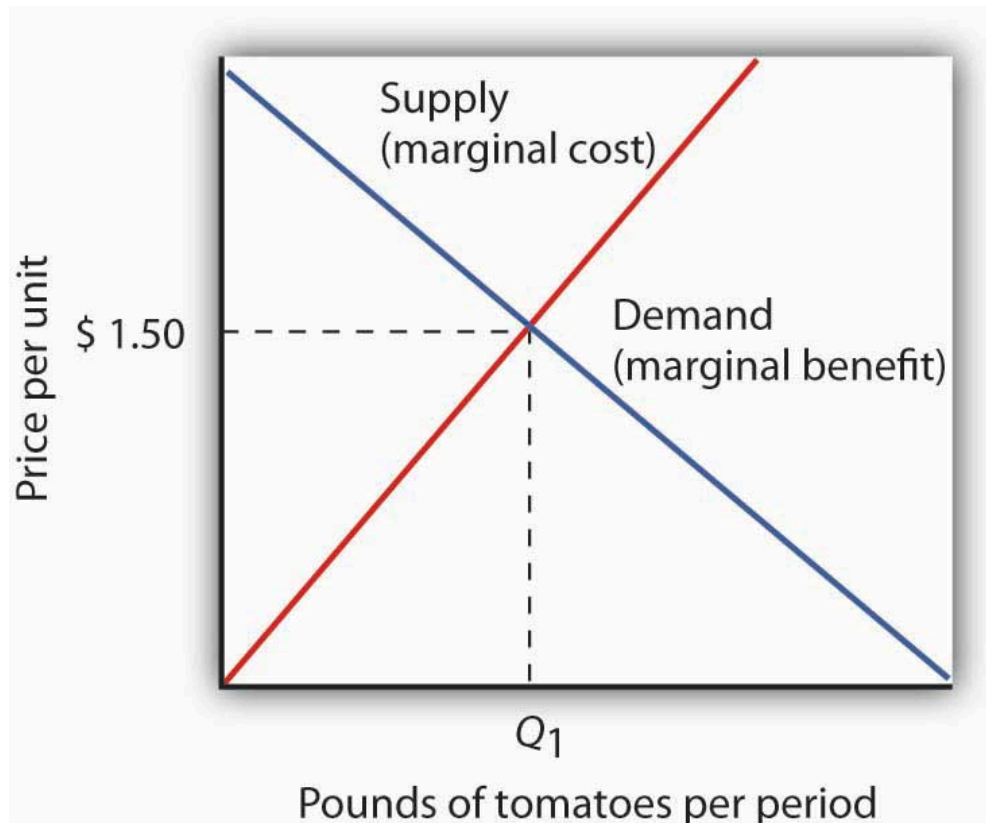 Supply
(marginal cost)
Demand
(marginal benefit)
Price per unit
$ 1.50
Q1
Pounds of tomatoes per period